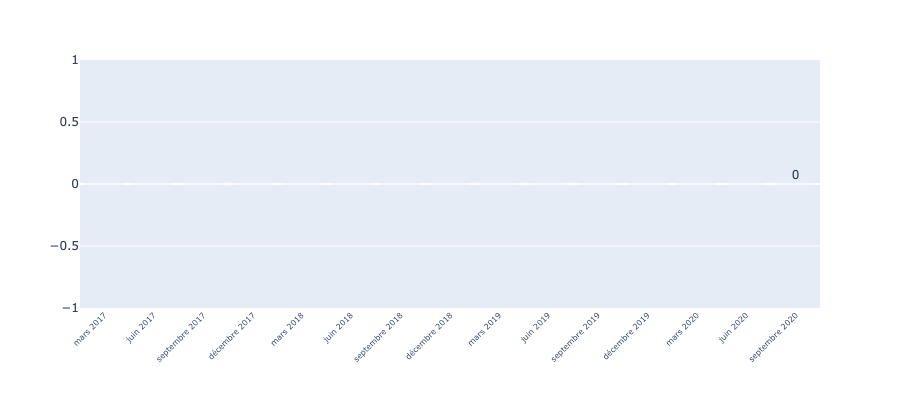 1
0.5
0
0
−0.5
−1
mars 2017
juin 2017
septembre 2017
décembre 2017
mars 2018
juin 2018
septembre 2018
décembre 2018
mars 2019
juin 2019
septembre 2019
décembre 2019
mars 2020
juin 2020
septembre 2020